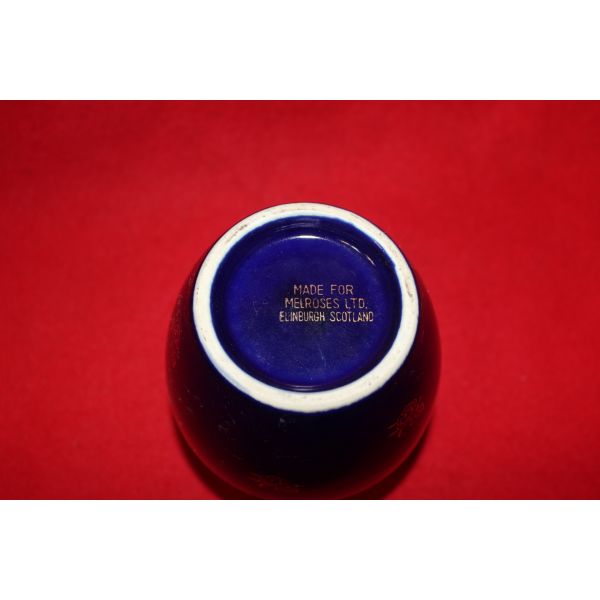 MADE FOR
MELROSES LTD.
EDINBURGH SCOTLAND